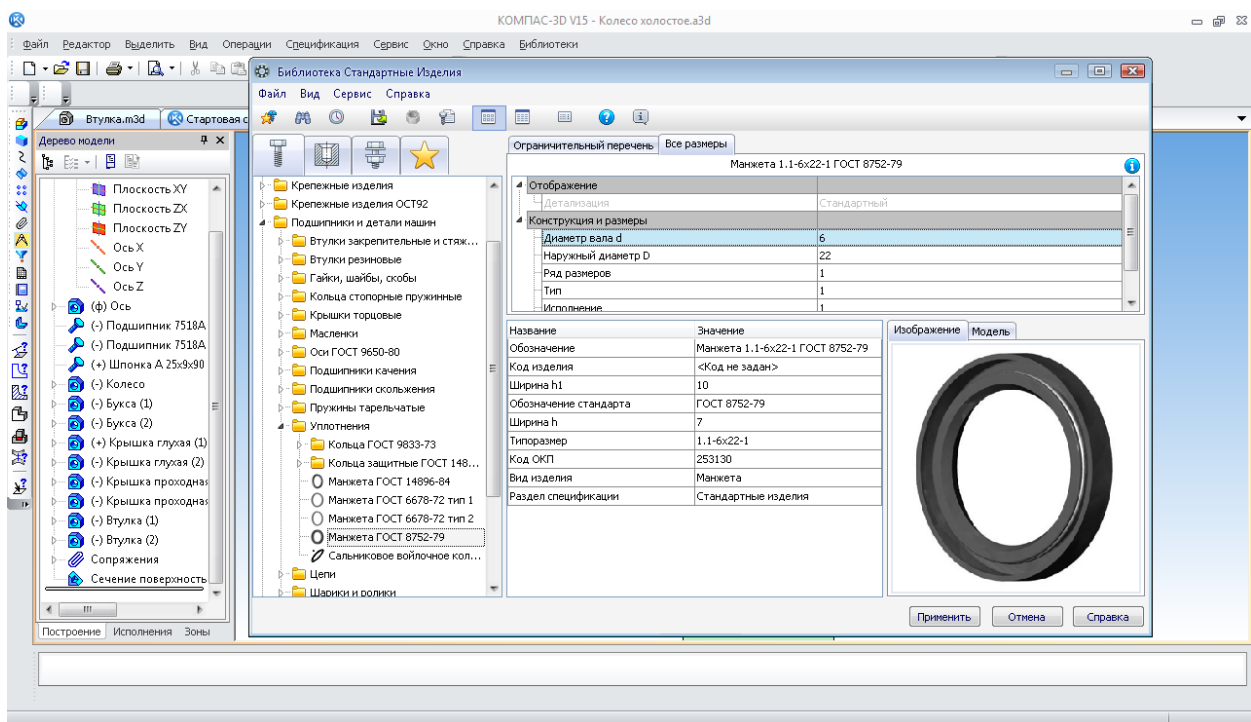 КОМПАС-3D V15 - Колесо холостое.a3d
Файл Редактор Выделить Вид Операции Спецификация Сервис Окно Справка Библиотеки
Втулка.m3d
Стартовая с
Дерево модели
Плоскость XY
Плоскость ZX
Плоскость ZY
Ось X
Ось Y
Ось Z
(ф) Ось
(-) Подшипник 7518А
(-) Подшипник 7518А
(+) Шпонка А 25х9х90
(-) Колесо
(-) Букса (1)
(-) Букса (2)
(+) Крышка глухая (1)
(-) Крышка глухая (2)
(-) Крышка проходная
(-) Крышка проходная
(-) Втулка (1)
(-) Втулка (2)
Сопряжения
Сечение поверхность
Построение Исполнения Зоны
Библиотека Стандартные Изделия
Файл Вид Сервис Справка
Крепежные изделия
Крепежные изделия ОСТ92
Подшипники и детали машин
Втулки закрепительные и стяж...
Втулки резиновые
Гайки, шайбы, скобы
Кольца стопорные пружинные
Крышки торцовые
Масленки
Оси ГОСТ 9650-80
Подшипники качения
Подшипники скольжения
Пружины тарельчатые
Уплотнения
Кольца ГОСТ 9833-73
Кольца защитные ГОСТ 148...
Манжета ГОСТ 14896-84
Манжета ГОСТ 6678-72 тип 1
Манжета ГОСТ 6678-72 тип 2
Манжета ГОСТ 8752-79
Сальниковое войлочное кол...
Цепи
Шарики и ролики
Ограничительный перечень Все размеры
Манжета 1.1-6х22-1 ГОСТ 8752-79
Отображение
Детализация Стандартный
Конструкция и размеры
Диаметр вала d 6
Наружный диаметр D 22
Ряд размеров 1
Тип 1
Исполнение 1
Название Значение
Обозначение Манжета 1.1-6х22-1 ГОСТ 8752-79
Код изделия <Код не задан>
Ширина h1 10
Обозначение стандарта ГОСТ 8752-79
Ширина h 7
Типоразмер 1.1-6х22-1
Код ОКП 253130
Вид изделия Манжета
Раздел спецификации Стандартные изделия
Изображение Модель
Применить Отмена Справка